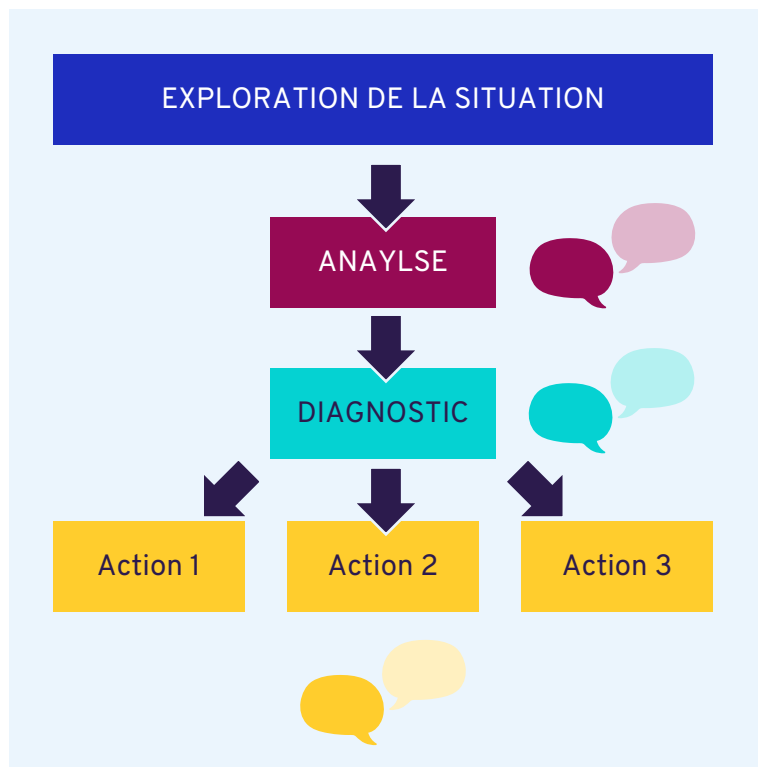 EXPLORATION DE LA SITUATION
ANAYLSE
DIAGNOSTIC
Action 1
Action 2
Action 3